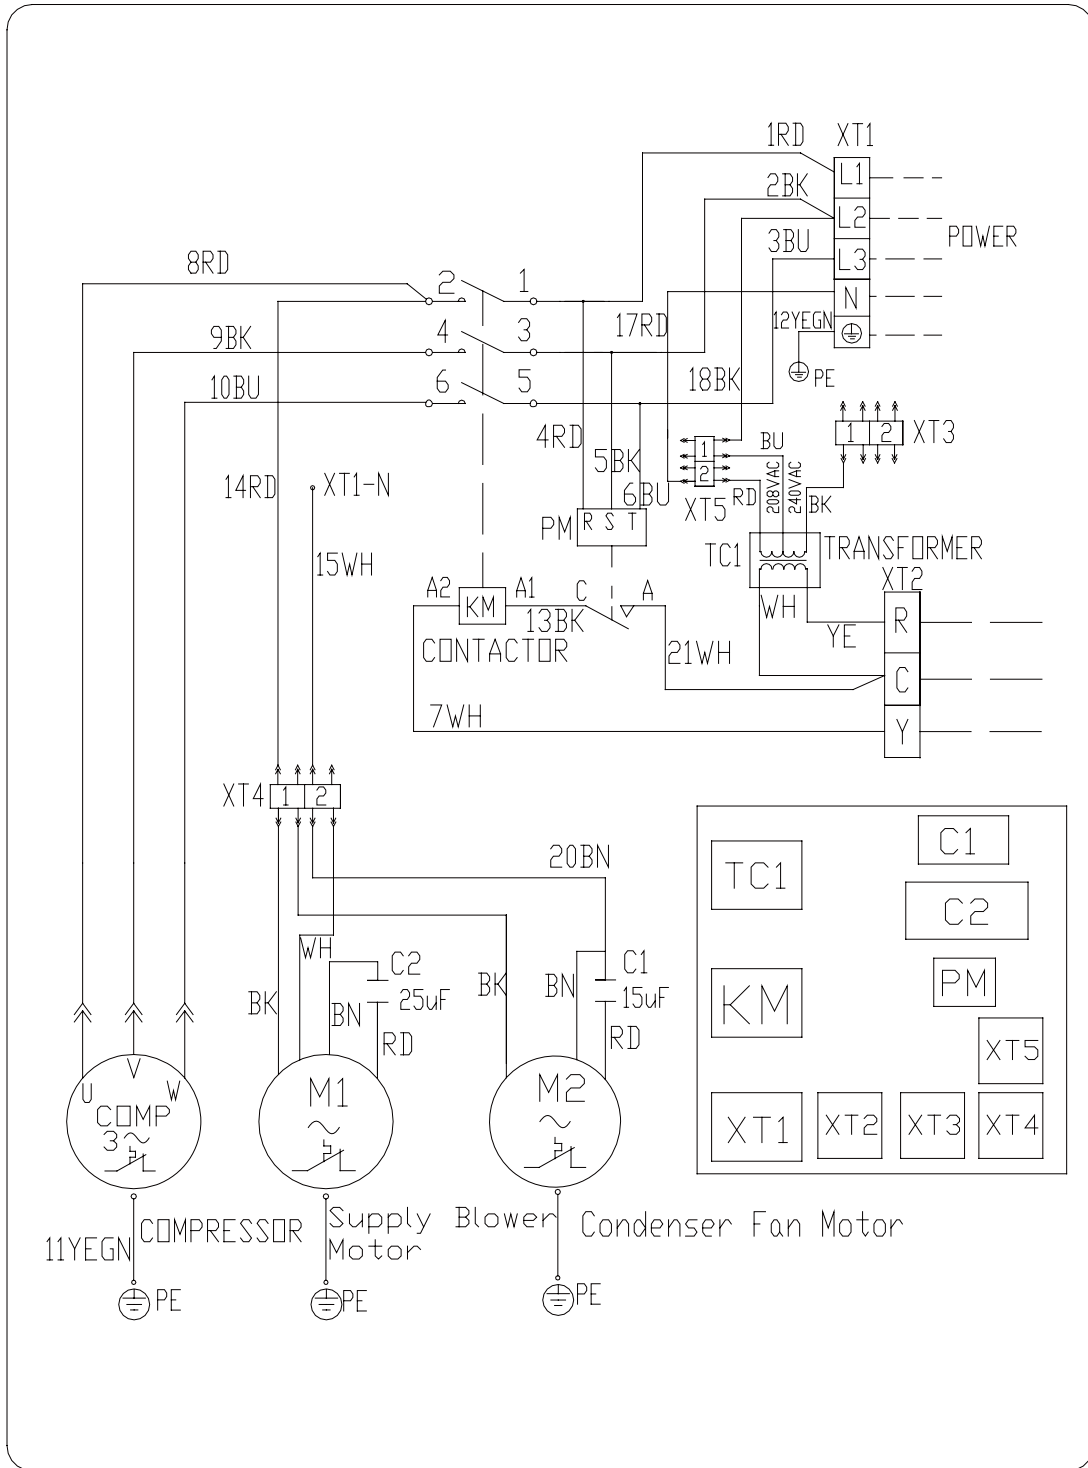 1RD XT1
L1
2BK
L2
POWER
3BU
8RD
L3
2 1
N
17RD 12YEGN
4 3
9BK
PE
18BK
10BU 6 5
4RD
1 2 XT3
BU
1
5BK
2
14RD XT1-N
6BU RD 208VAC 240VAC BK
XT5
PM R S T
TC1 TRANSFORMER
15WH
XT2
A2 KM A1 C A
WH
R
13BK
YE
CONTACTOR 21WH
C
7WH
Y
XT4 1 2
C1
20BN
TC1
C2
WH
C2 C1
BK BN 25uF BK BN 15uF
PM
KM
RD RD
XT5
U V W M1 M2
COMP
3
XT1 XT2 XT3 XT4
COMPRESSOR Supply Blower Condenser Fan Motor
11YEGN Motor
PE PE PE